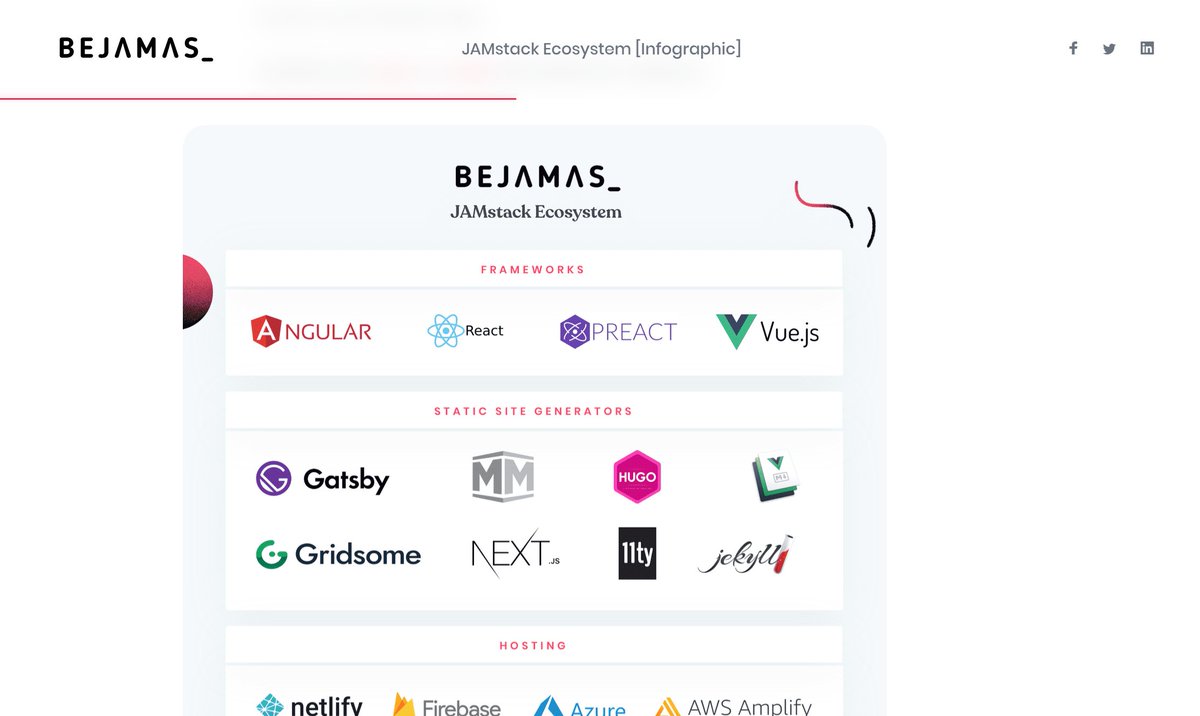 BEJAMAS_
JAMstack Ecosystem [Infographic]
BEJAMAS_
JAMstack Ecosystem
FRAMEWORKS
ANGULAR
React
PREACT
Vue.js
STATIC SITE GENERATORS
Gatsby
MM
HUGO
Gridsome
NEXT.JS
11ty
jekyll
HOSTING
netlify
Firebase
Azure
AWS Amplify